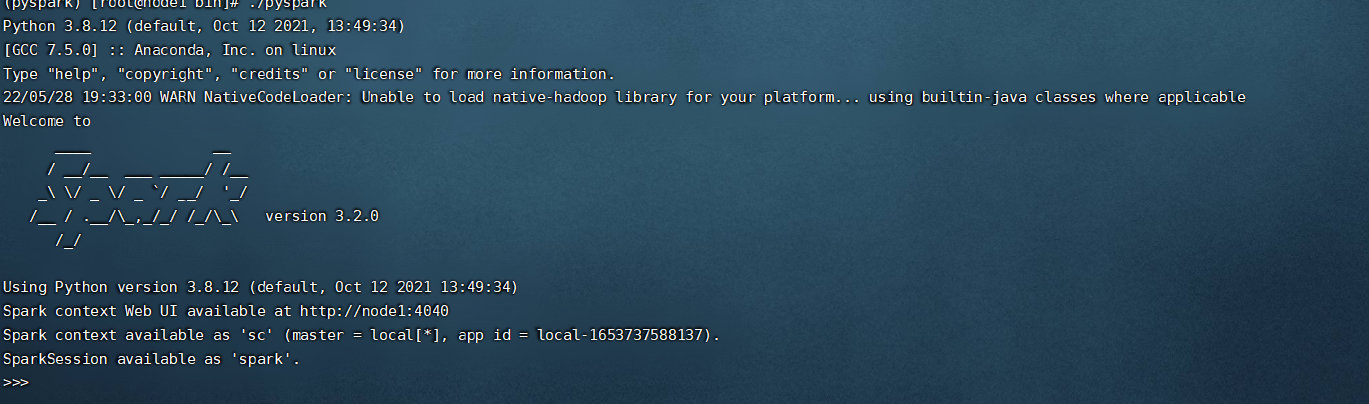 (pyspark) [root@node1 bin]# ./pyspark
Python 3.8.12 (default, Oct 12 2021, 13:49:34)
[GCC 7.5.0] :: Anaconda, Inc. on linux
Type "help", "copyright", "credits" or "license" for more information.
22/05/28 19:33:00 WARN NativeCodeLoader: Unable to load native-hadoop library for your platform... using builtin-java classes where applicable
Welcome to
      ____              __
     / __/__  ___ _____/ /__
    _\ \/ _ \/ _ `/ __/  '_/
   /__ / .__/\_,_/_/ /_/\_\   version 3.2.0
      /_/
Using Python version 3.8.12 (default, Oct 12 2021 13:49:34)
Spark context Web UI available at http://node1:4040
Spark context available as 'sc' (master = local[*], app id = local-1653737588137).
SparkSession available as 'spark'.
>>>